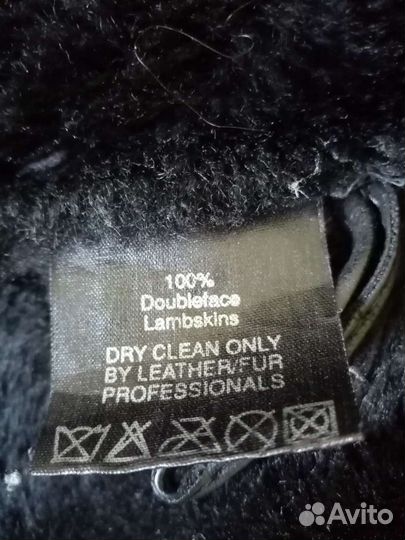 100%
Doubleface
Lambskins
DRY CLEAN ONLY
BY LEATHER/FUR
PROFESSIONALS
Avito